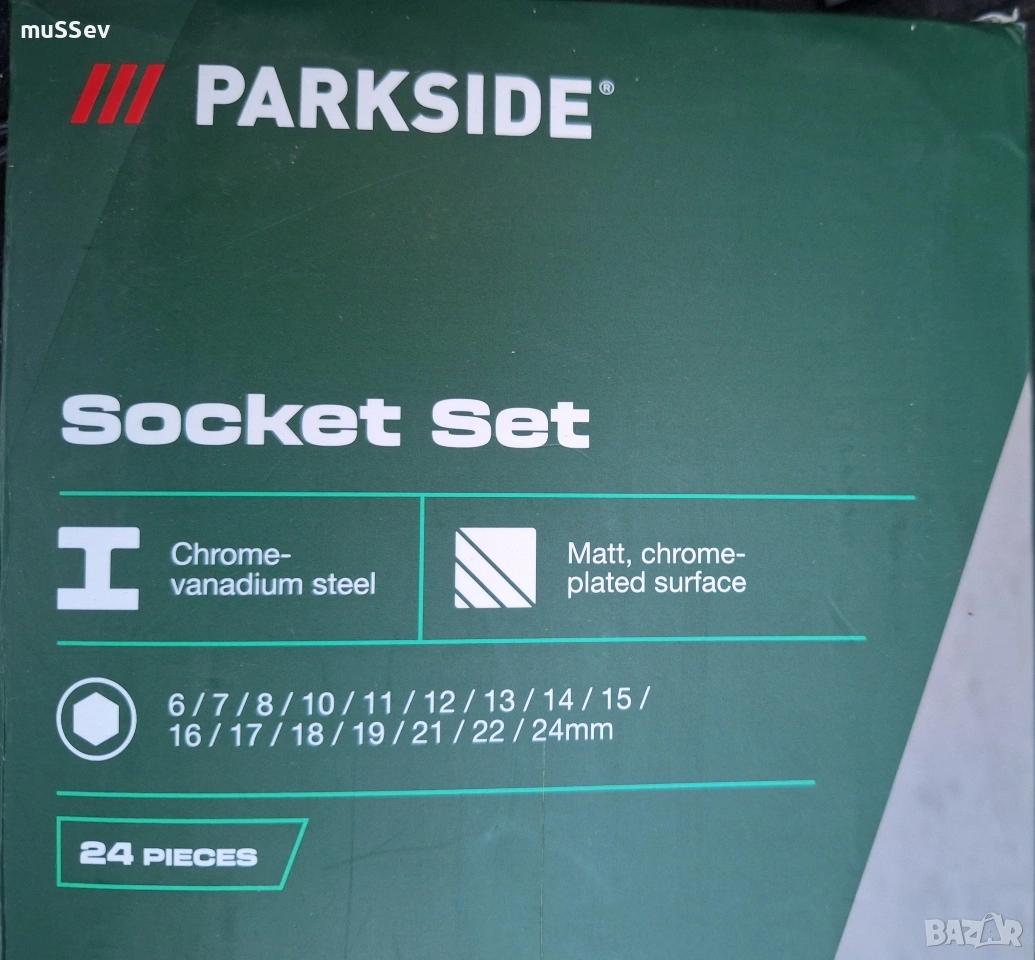 muSSev
PARKSIDE®
Socket Set
Chrome-
vanadium steel
Matt, chrome-
plated surface
6 / 7 / 8 / 10 / 11 / 12 / 13 / 14 / 15 /
16 / 17 / 18 / 19 / 21 / 22 / 24mm
24 PIECES
BAZAR